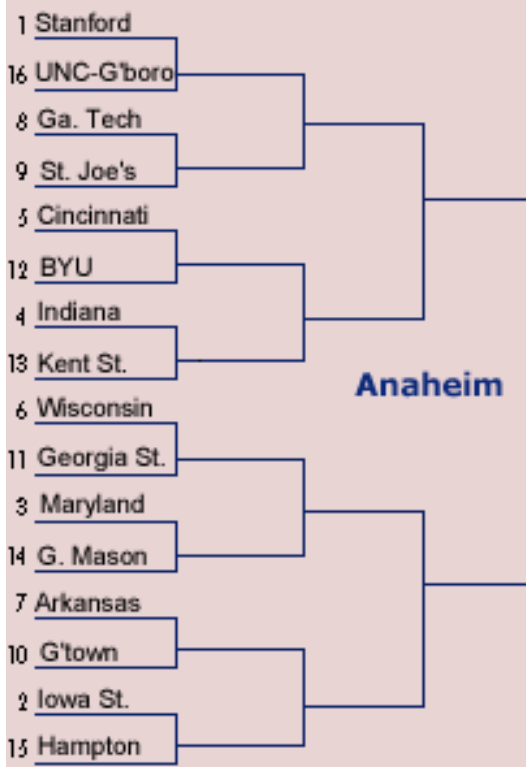 1 Stanford
16 UNC-G'boro
8 Ga. Tech
9 St. Joe's
5 Cincinnati
12 BYU
4 Indiana
13 Kent St.
Anaheim
6 Wisconsin
11 Georgia St.
3 Maryland
14 G. Mason
7 Arkansas
10 G'town
2 Iowa St.
15 Hampton